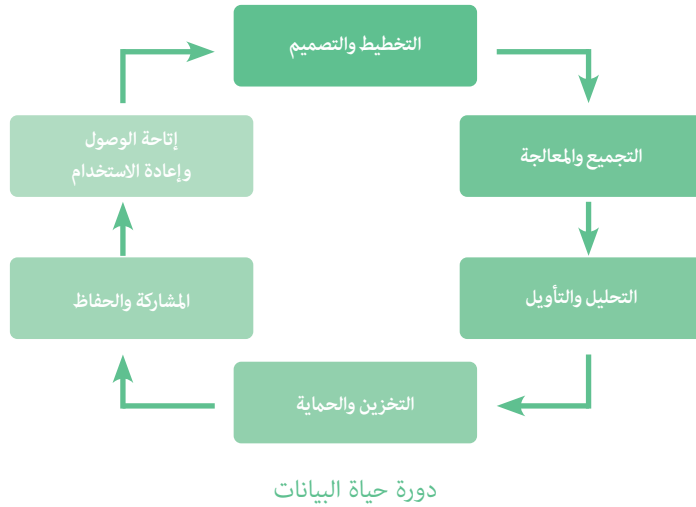 التخطيط والتصميم
التجميع والمعالجة
التحليل والتأويل
التخزين والحماية
المشاركة والحفاظ
إتاحة الوصول
وإعادة الاستخدام
دورة حياة البيانات